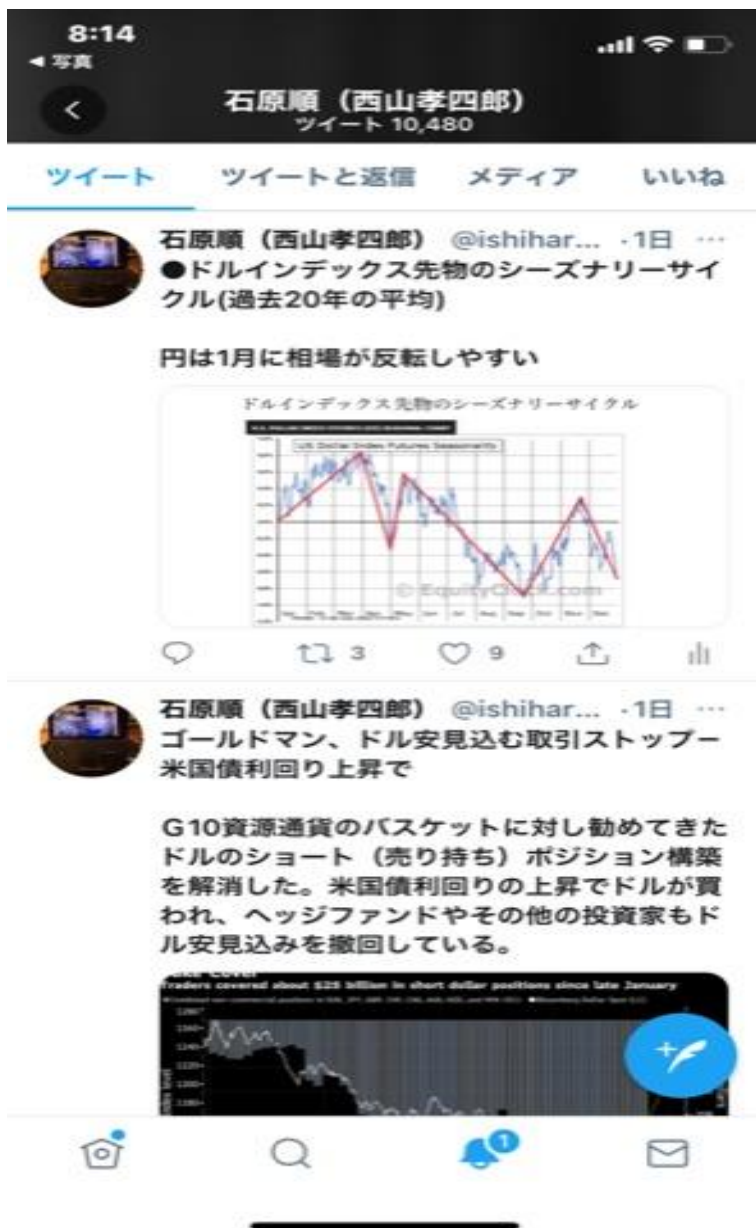 8:14
◀ 写真
石原順（西山孝四郎）
ツイート 10,480
ツイート ツイートと返信 メディア いいね
石原順（西山孝四郎） @ishihar... ·1日 ···
●ドルインデックス先物のシーズナリーサイ
クル(過去20年の平均)
円は1月に相場が反転しやすい
ドルインデックス先物のシーズナリーサイクル
US Dollar Index Futures Seasonality
© EquityClock.com
3 9
石原順（西山孝四郎） @ishihar... ·1日 ···
ゴールドマン、ドル安見込む取引ストップー
米国債利回り上昇で
G10資源通貨のバスケットに対し勧めてきた
ドルのショート（売り持ち）ポジション構築
を解消した。米国債利回りの上昇でドルが買
われ、ヘッジファンドやその他の投資家もド
ル安見込みを撤回している。
Traders covered about $25 billion in short dollar positions since late January
1